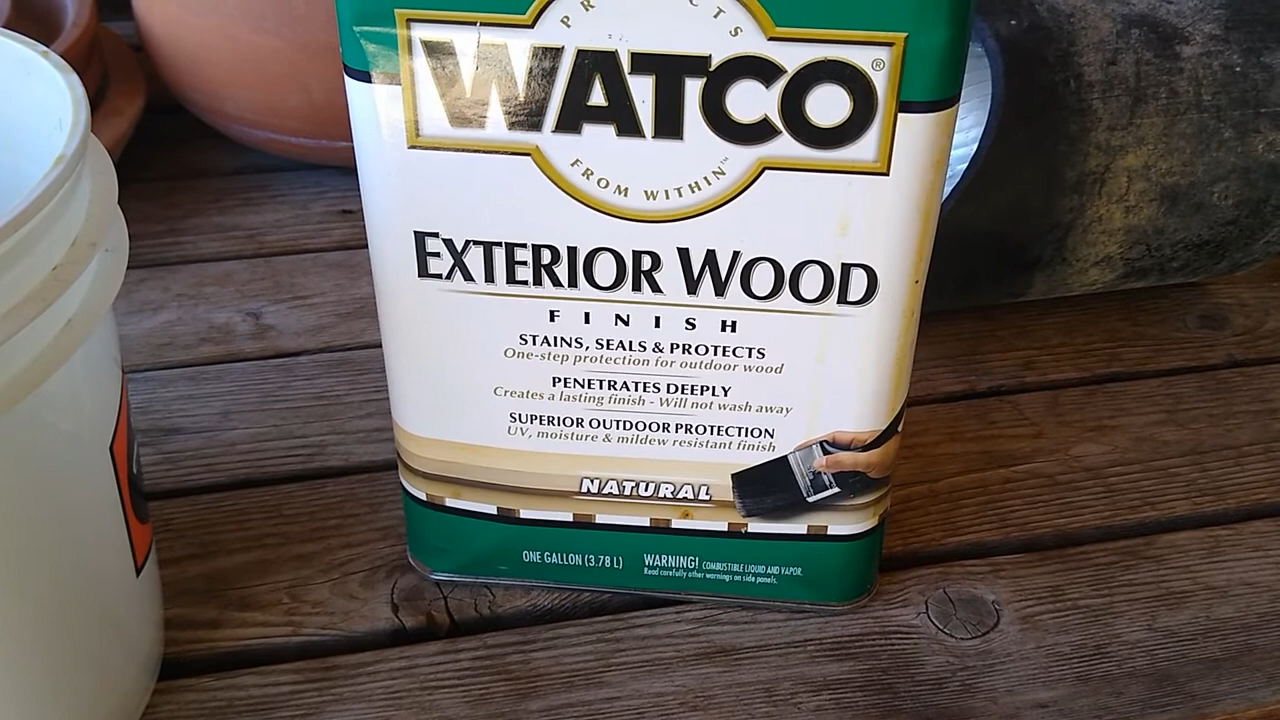 WATCO®
FROM WITHIN™
EXTERIOR WOOD
FINISH
STAINS, SEALS & PROTECTS
One-step protection for outdoor wood
PENETRATES DEEPLY
Creates a lasting finish - Will not wash away
SUPERIOR OUTDOOR PROTECTION
UV, moisture & mildew resistant finish
NATURAL
ONE GALLON (3.78 L)
WARNING! COMBUSTIBLE LIQUID AND VAPOR.
Read carefully other warnings on side panels.